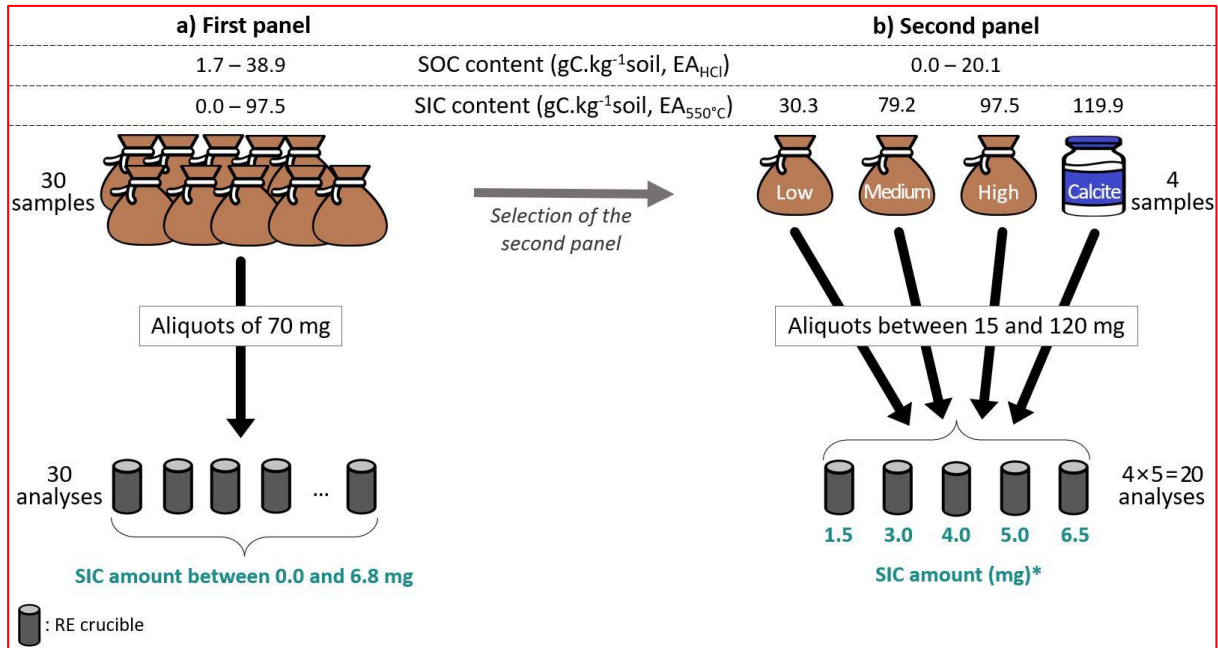 a) First panel
b) Second panel
1.7 – 38.9
SOC content (gC.kg⁻¹soil, EA_HCl)
0.0 – 20.1
0.0 – 97.5
SIC content (gC.kg⁻¹soil, EA_550°C)
30.3
79.2
97.5
119.9
30
samples
Selection of the
second panel
Low
Medium
High
Calcite
4
samples
Aliquots of 70 mg
Aliquots between 15 and 120 mg
30
analyses
...
4×5=20
analyses
1.5
3.0
4.0
5.0
6.5
SIC amount between 0.0 and 6.8 mg
SIC amount (mg)*
: RE crucible